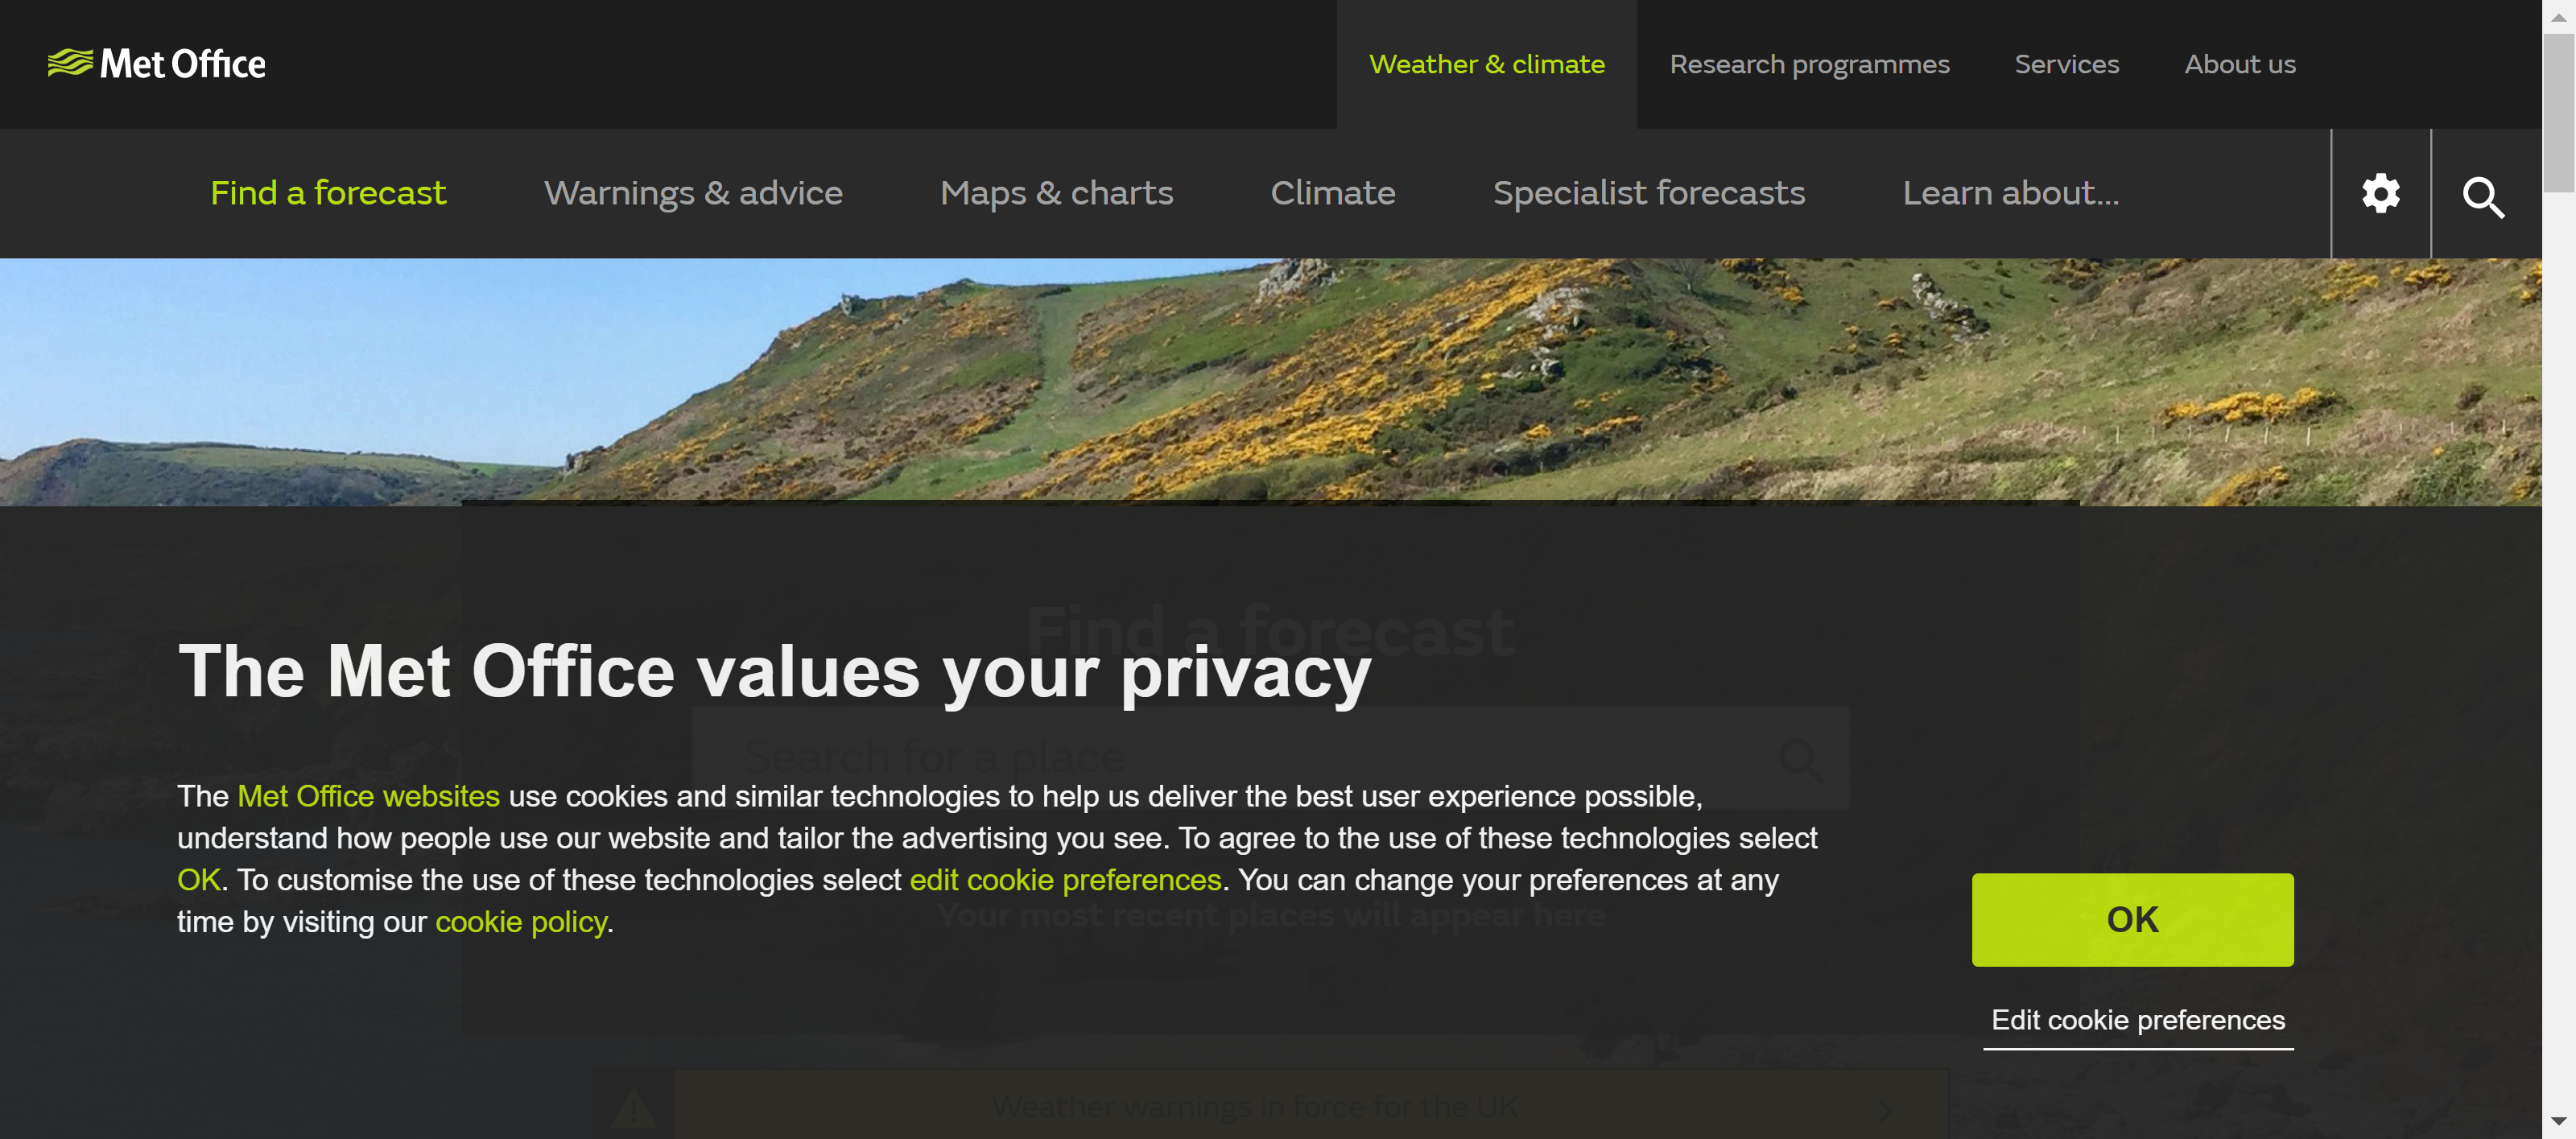 Met Office
Weather & climate
Research programmes
Services
About us
Find a forecast
Warnings & advice
Maps & charts
Climate
Specialist forecasts
Learn about...
Find a forecast
The Met Office values your privacy
Search for a place
The Met Office websites use cookies and similar technologies to help us deliver the best user experience possible,
understand how people use our website and tailor the advertising you see. To agree to the use of these technologies select
OK. To customise the use of these technologies select edit cookie preferences. You can change your preferences at any
time by visiting our cookie policy.
Your most recent places will appear here
OK
Edit cookie preferences
Weather warnings in force for the UK